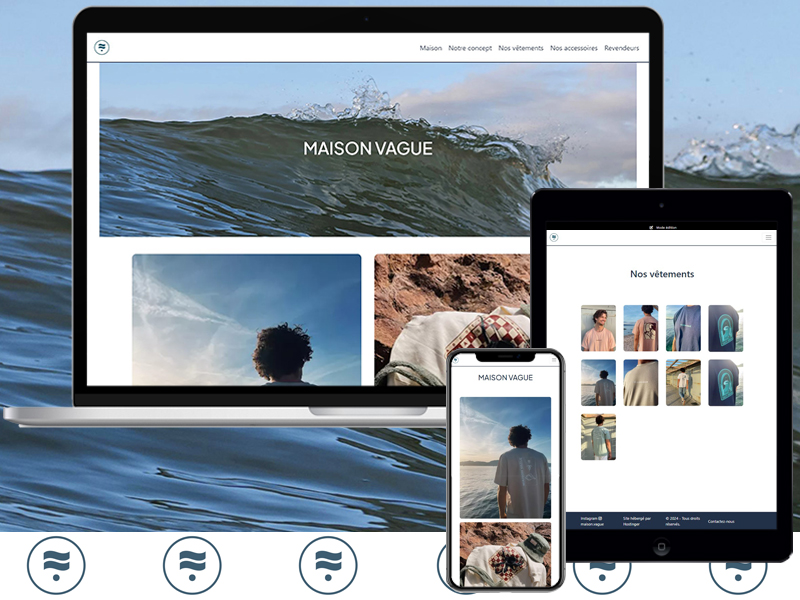 Maison Notre concept Nos vêtements Nos accessoires Revendeurs
MAISON VAGUE
Mode édition
Nos vêtements
MAISON VAGUE
Instagram
maison.vague
Site hébergé par
Hostinger
© 2024 . Tous droits
réservés.
Contactez-nous